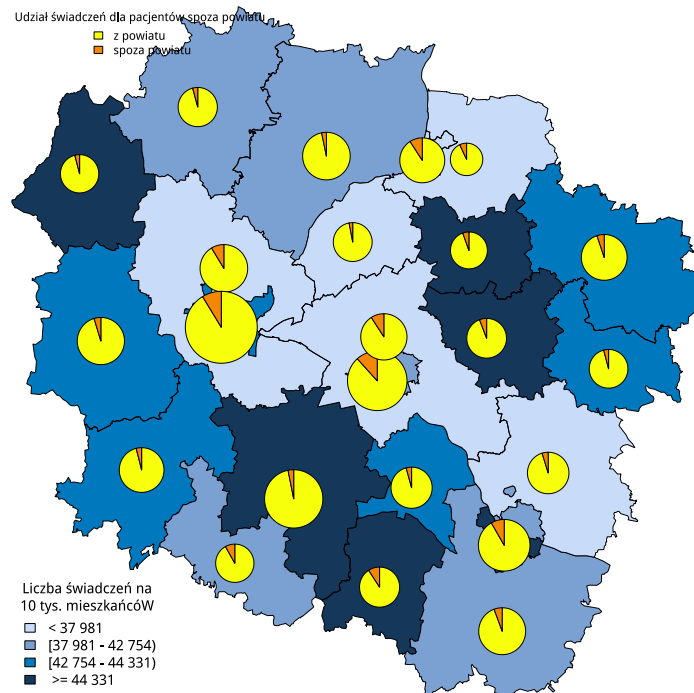 Udział świadczeń dla pacjentów spoza powiatu
z powiatu
spoza powiatu
Liczba świadczeń na
10 tys. mieszkańcóW
< 37 981
[37 981 - 42 754)
[42 754 - 44 331)
>= 44 331